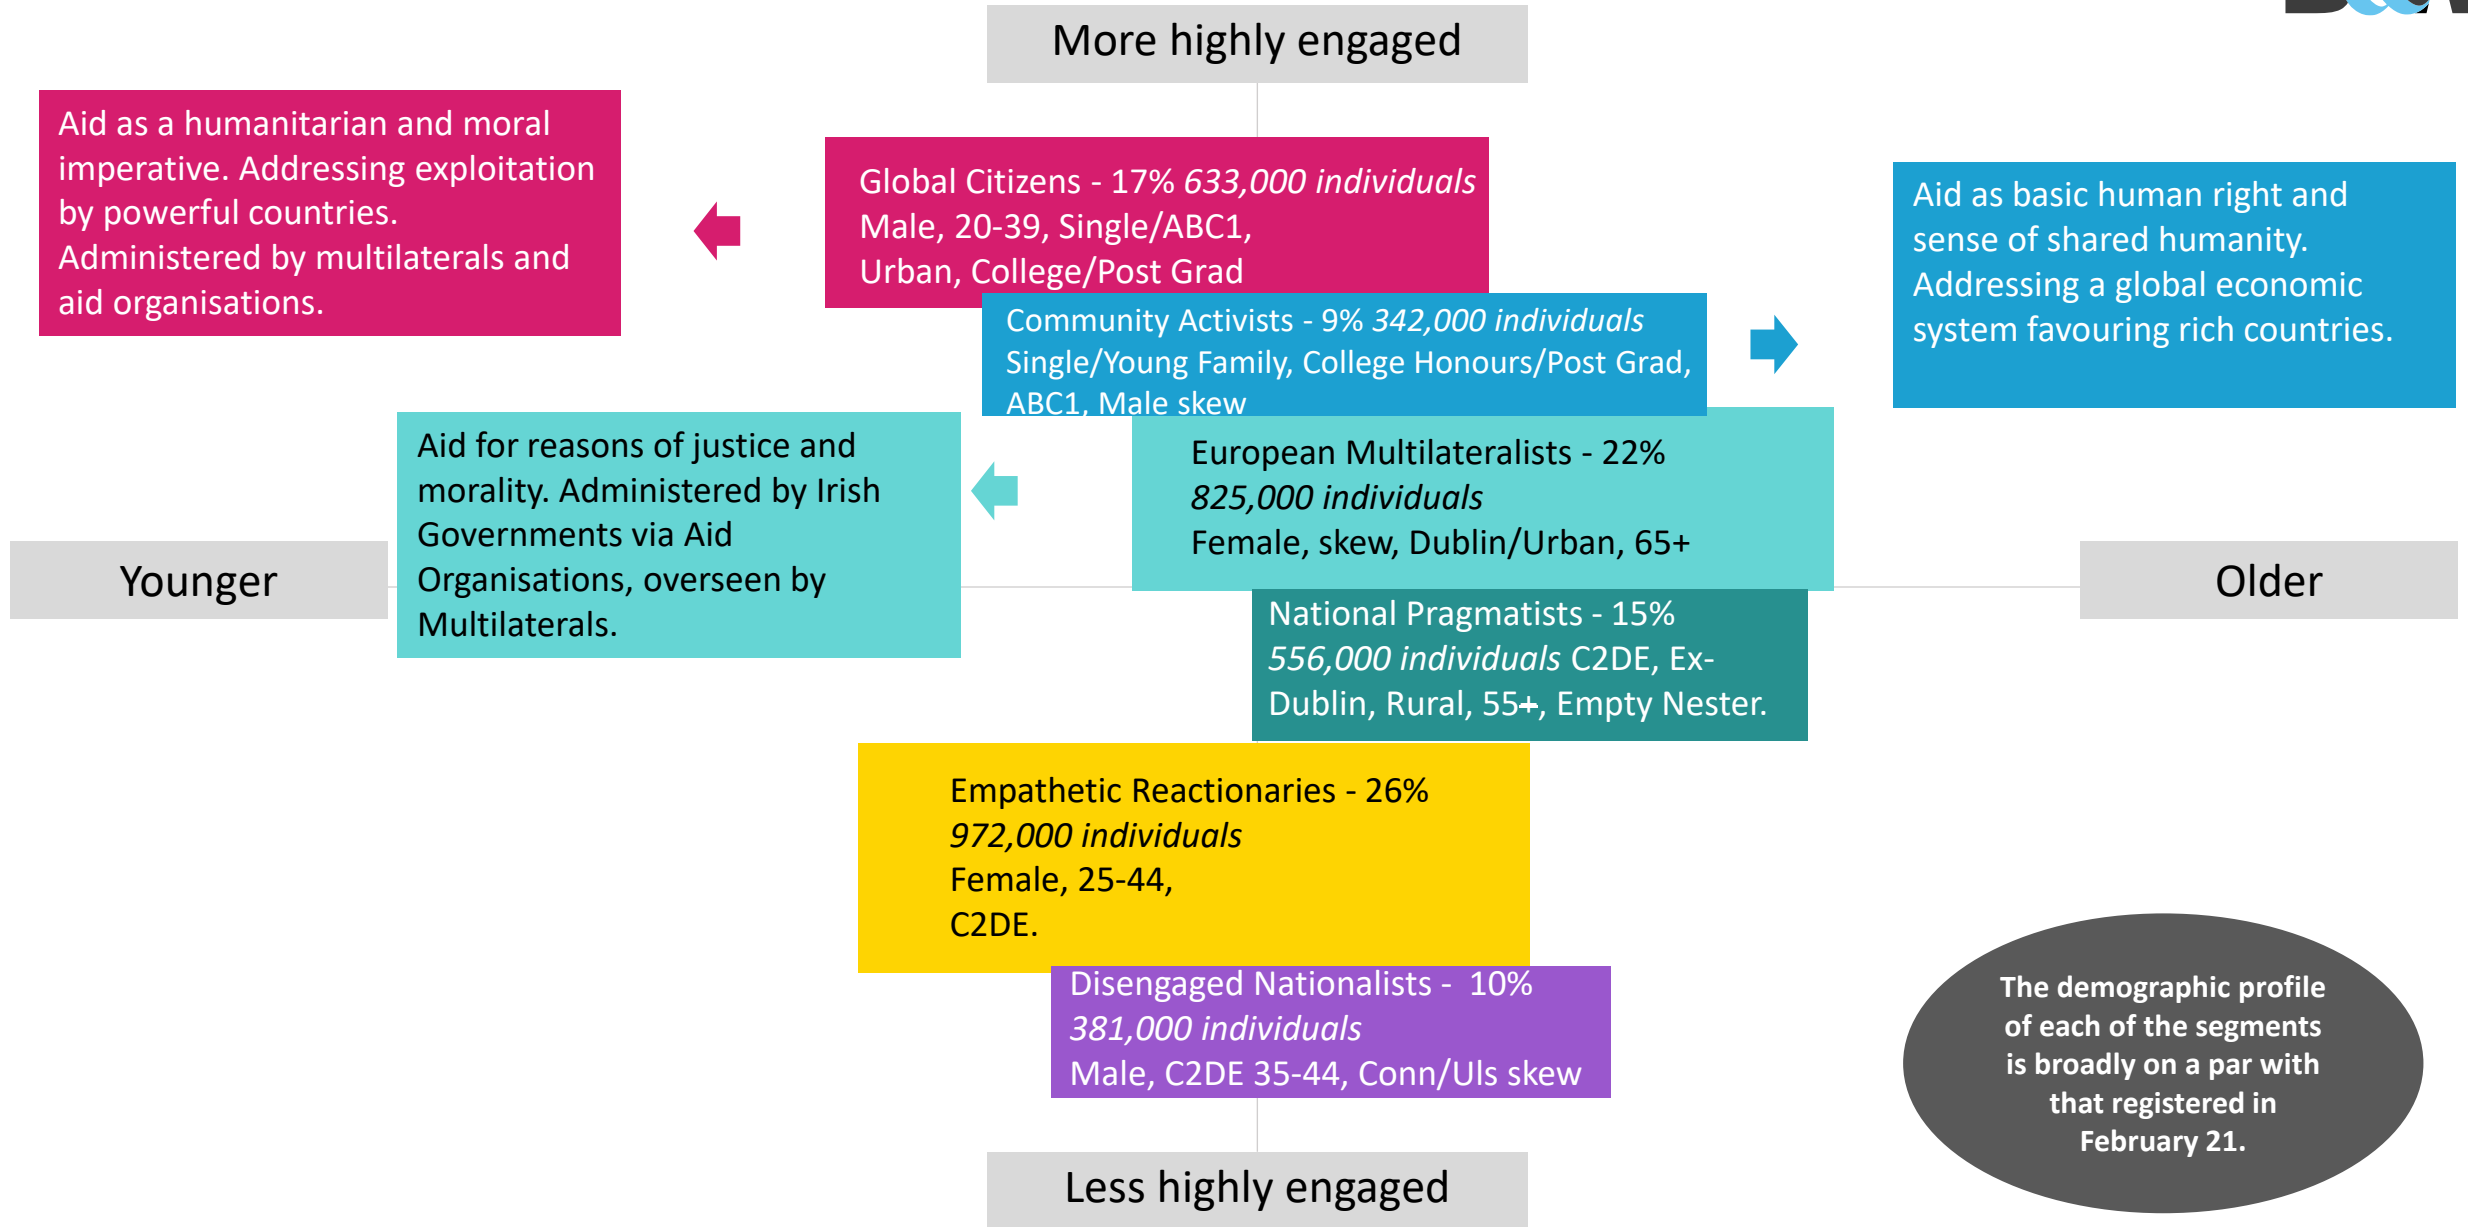 More highly engaged
Aid as a humanitarian and moral
imperative. Addressing exploitation
by powerful countries.
Administered by multilaterals and
aid organisations.
Global Citizens - 17% 633,000 individuals
Male, 20-39, Single/ABC1,
Urban, College/Post Grad
Aid as basic human right and
sense of shared humanity.
Addressing a global economic
system favouring rich countries.
Community Activists - 9% 342,000 individuals
Single/Young Family, College Honours/Post Grad,
ABC1, Male skew
Aid for reasons of justice and
morality. Administered by Irish
Governments via Aid
Organisations, overseen by
Multilaterals.
European Multilateralists - 22%
825,000 individuals
Female, skew, Dublin/Urban, 65+
Younger
Older
National Pragmatists - 15%
556,000 individuals C2DE, Ex-
Dublin, Rural, 55+, Empty Nester.
Empathetic Reactionaries - 26%
972,000 individuals
Female, 25-44,
C2DE.
Disengaged Nationalists -  10%
381,000 individuals
Male, C2DE 35-44, Conn/Uls skew
The demographic profile
of each of the segments
is broadly on a par with
that registered in
February 21.
Less highly engaged